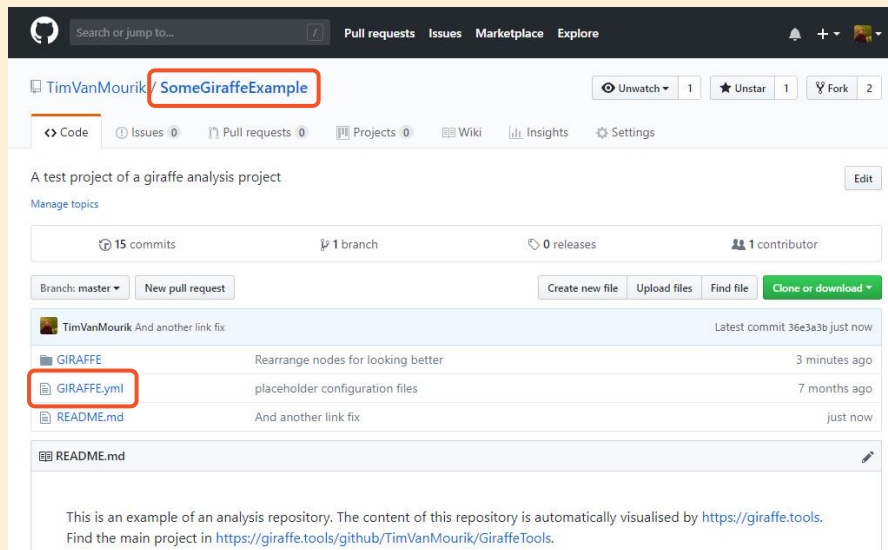 Search or jump to... / Pull requests Issues Marketplace Explore
TimVanMourik / SomeGiraffeExample Unwatch 1 Unstar 1 Fork 2
Code Issues 0 Pull requests 0 Projects 0 Wiki Insights Settings
A test project of a giraffe analysis project Edit
Manage topics
15 commits 1 branch 0 releases 1 contributor
Branch: master New pull request Create new file Upload files Find file Clone or download
TimVanMourik And another link fix Latest commit 36e3a3b just now
GIRAFFE Rearrange nodes for looking better 3 minutes ago
GIRAFFE.yml placeholder configuration files 7 months ago
README.md And another link fix just now
README.md
This is an example of an analysis repository. The content of this repository is automatically visualised by https://giraffe.tools.
Find the main project in https://giraffe.tools/github/TimVanMourik/GiraffeTools.